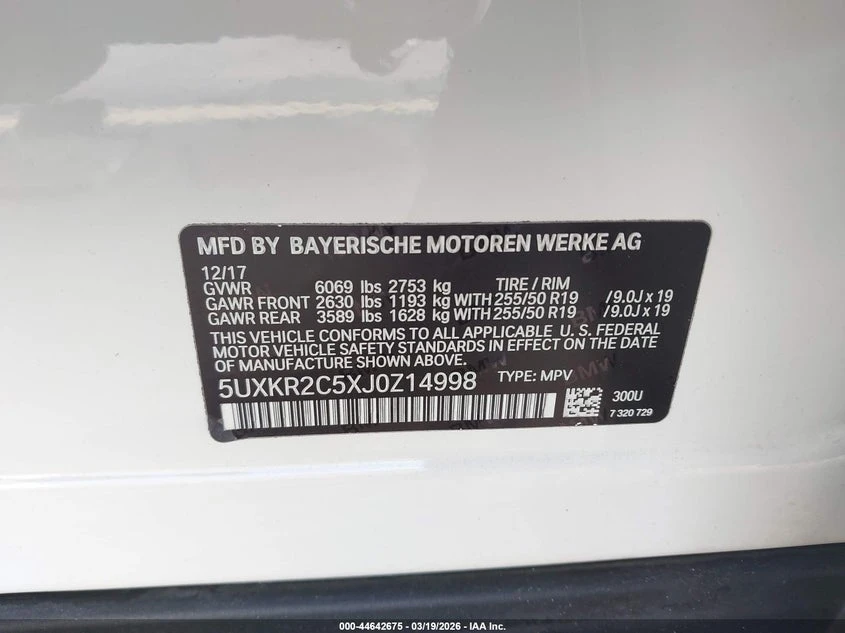 MFD BY BAYERISCHE MOTOREN WERKE AG
12/17
GVWR 6069 lbs 2753 kg TIRE / RIM
GAWR FRONT 2630 lbs 1193 kg WITH 255/50 R19 / 9.0J x 19
GAWR REAR 3589 lbs 1628 kg WITH 255/50 R19 / 9.0J x 19
THIS VEHICLE CONFORMS TO ALL APPLICABLE U. S. FEDERAL
MOTOR VEHICLE SAFETY STANDARDS IN EFFECT ON THE DATE
OF MANUFACTURE SHOWN ABOVE.
5UXKR2C5XJ0Z14998 TYPE: MPV
300U
7 320 729
000-44642675 | 03/19/2026 | IAA Inc.